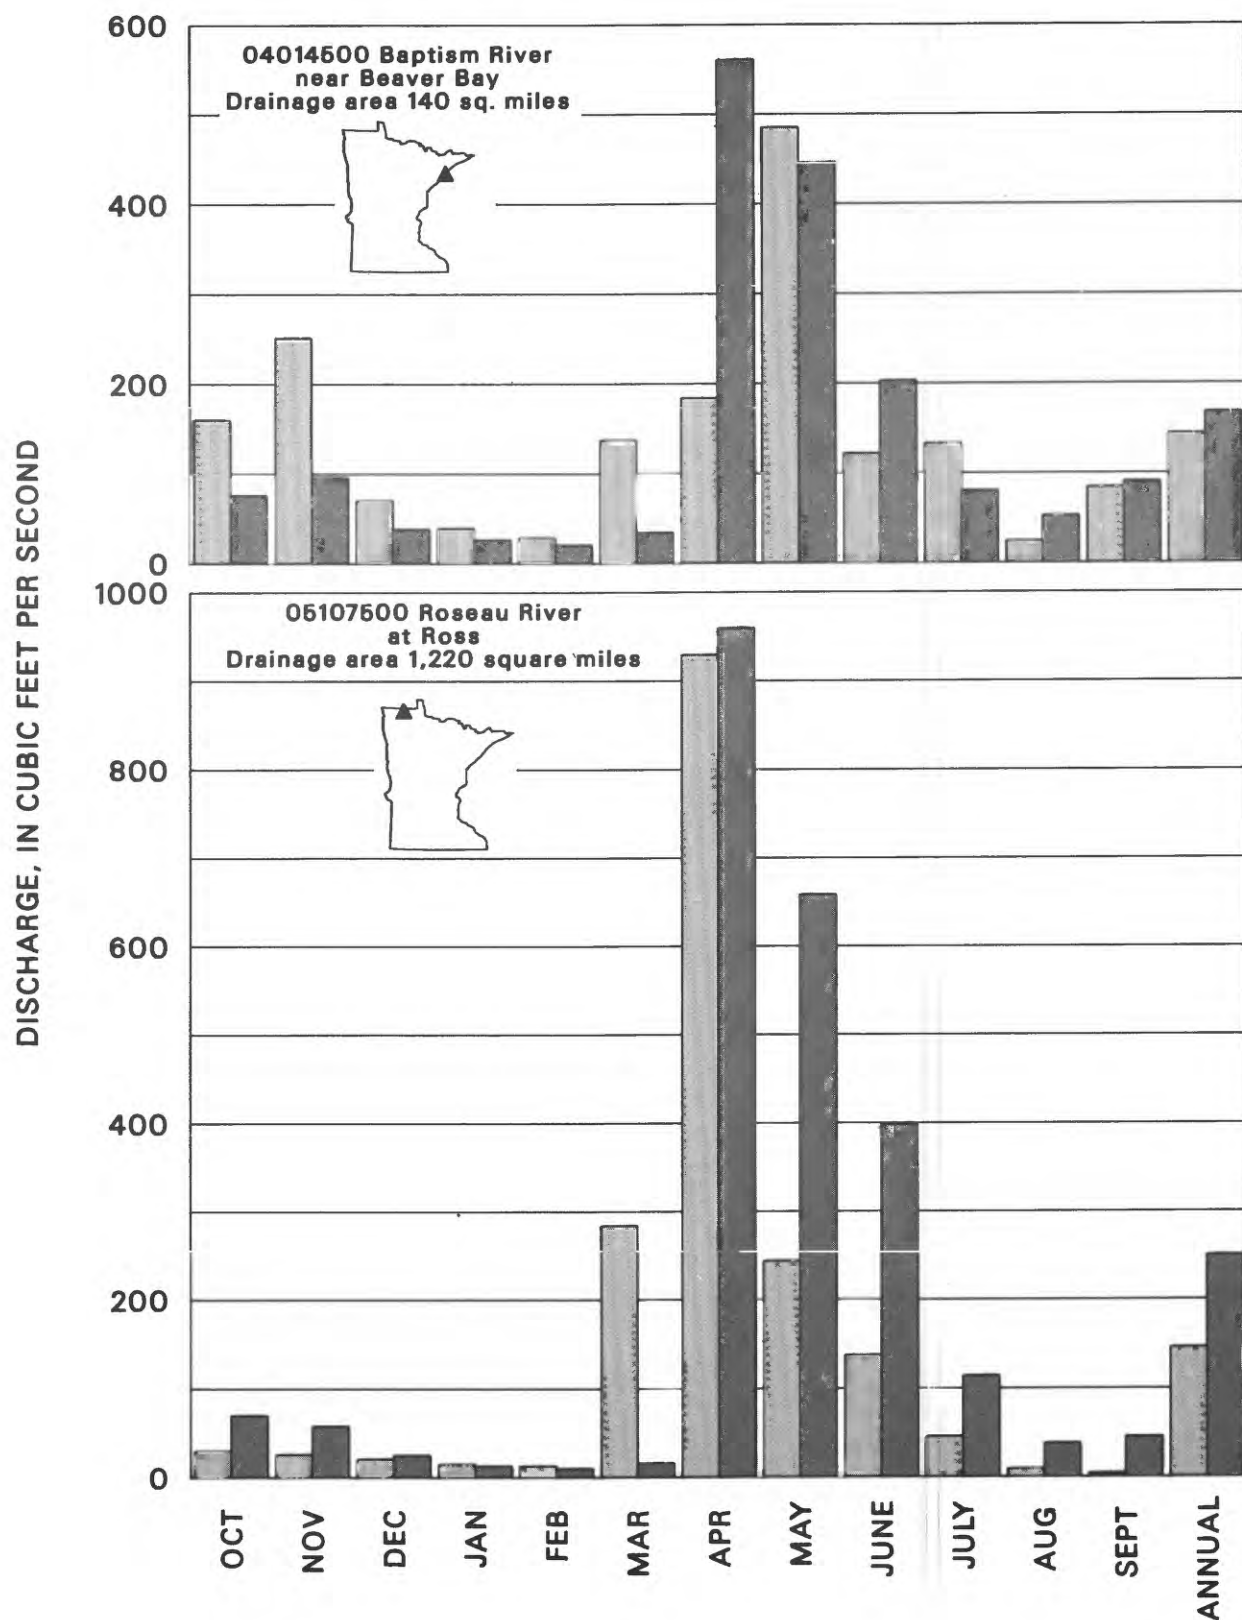 DISCHARGE, IN CUBIC FEET PER SECOND
600
400
200
0
04014500 Baptism River
near Beaver Bay
Drainage area 140 sq. miles
1000
800
600
400
200
0
05107500 Roseau River
at Ross
Drainage area 1,220 square miles
OCT
NOV
DEC
JAN
FEB
MAR
APR
MAY
JUNE
JULY
AUG
SEPT
ANNUAL